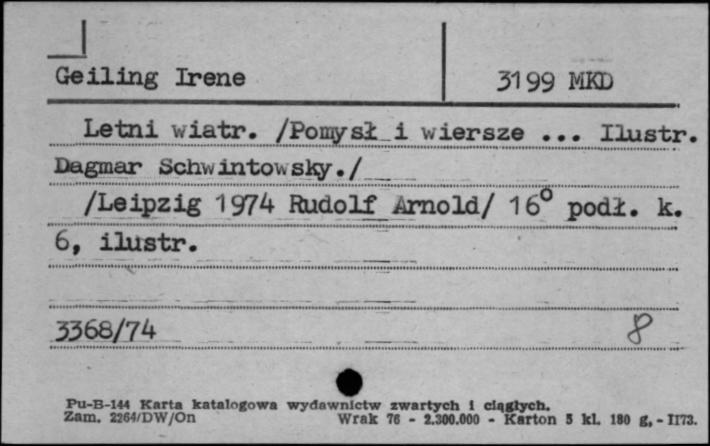 Geiling Irene 3199 MKD
Letni wiatr. /Pomysł i wiersze ... Ilustr.
Dagmar Schwintowsky./
/Leipzig 1974 Rudolf Arnold/ 16° podł. k.
6, ilustr.
3368/74 8
Pu-B-144 Karta katalogowa wydawnictw zwartych i ciągłych.
Zam. 2264/DW/On Wrak 76 - 2.300.000 - Karton 5 kl. 180 g. - II73.